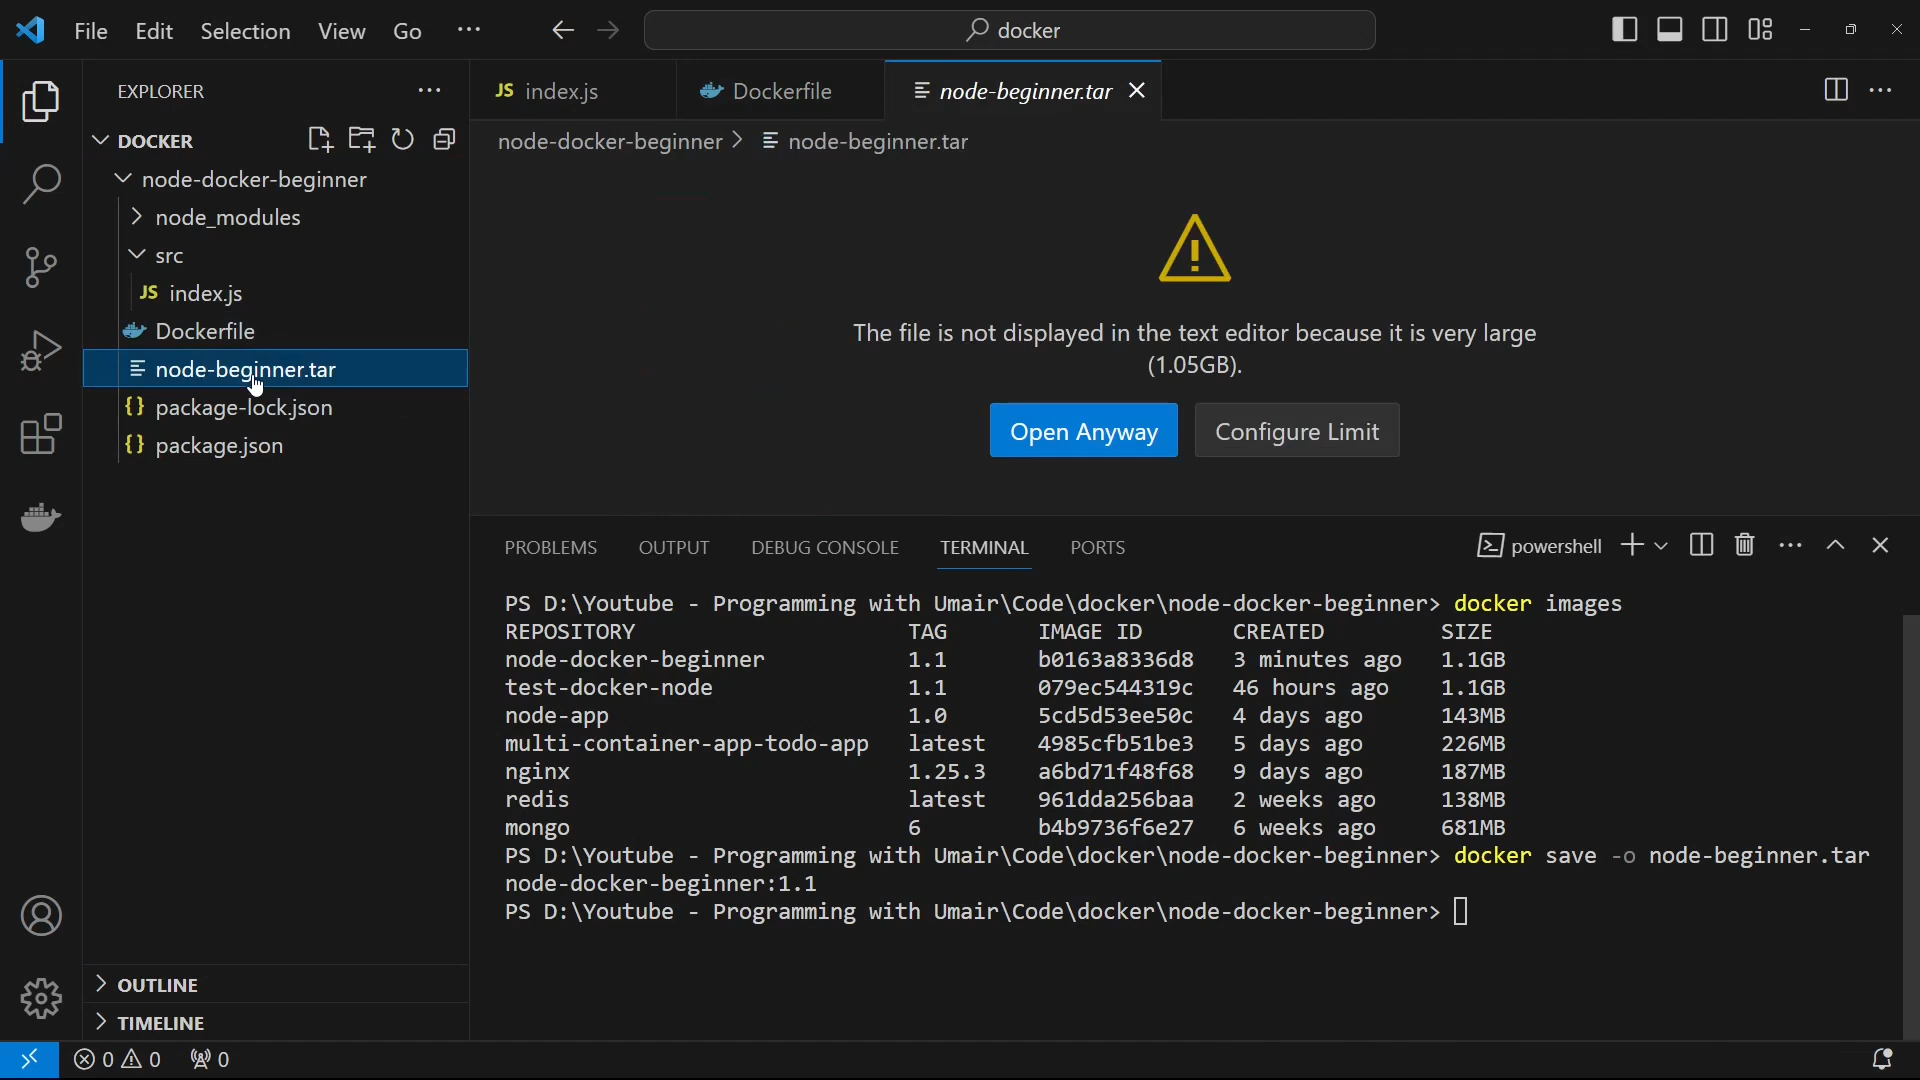 File Edit Selection View Go ··· docker
EXPLORER ···
DOCKER
node-docker-beginner
node_modules
src
JS index.js
Dockerfile
node-beginner.tar
{} package-lock.json
{} package.json
OUTLINE
TIMELINE
JS index.js Dockerfile node-beginner.tar
node-docker-beginner > node-beginner.tar
The file is not displayed in the text editor because it is very large
(1.05GB).
Open Anyway Configure Limit
PROBLEMS OUTPUT DEBUG CONSOLE TERMINAL PORTS powershell
PS D:\Youtube - Programming with Umair\Code\docker\node-docker-beginner> docker images
REPOSITORY TAG IMAGE ID CREATED SIZE
node-docker-beginner 1.1 b0163a8336d8 3 minutes ago 1.1GB
test-docker-node 1.1 079ec544319c 46 hours ago 1.1GB
node-app 1.0 5cd5d53ee50c 4 days ago 143MB
multi-container-app-todo-app latest 4985cfb51be3 5 days ago 226MB
nginx 1.25.3 a6bd71f48f68 9 days ago 187MB
redis latest 961dda256baa 2 weeks ago 138MB
mongo 6 b4b9736f6e27 6 weeks ago 681MB
PS D:\Youtube - Programming with Umair\Code\docker\node-docker-beginner> docker save -o node-beginner.tar
node-docker-beginner:1.1
PS D:\Youtube - Programming with Umair\Code\docker\node-docker-beginner>
0 0 0